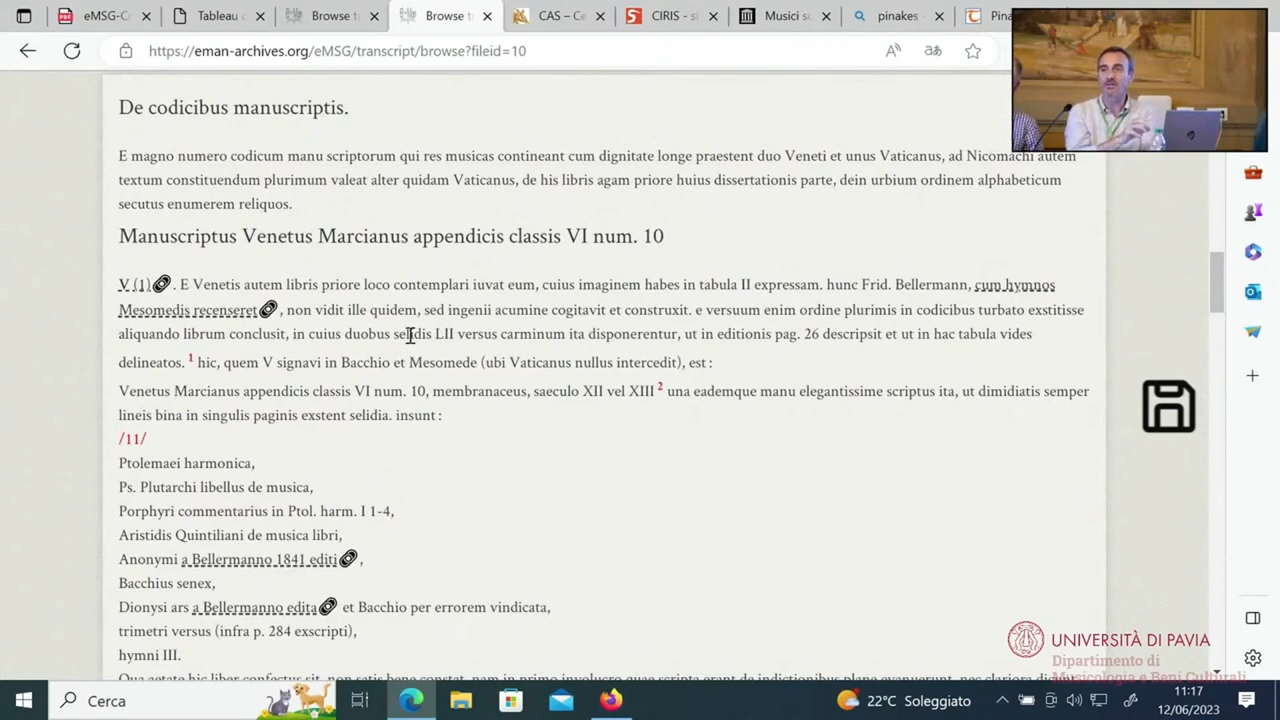 eMSG-C
Tableau d
Browse t
Browse t
CAS – Ce
CIRIS - si
Musici s
pinakes
Pina
https://eman-archives.org/eMSG/transcript/browse?fileid=10
De codicibus manuscriptis.
E magno numero codicum manu scriptorum qui res musicas contineant cum dignitate longe praestent duo Veneti et unus Vaticanus, ad Nicomachi autem
textum constituendum plurimum valeat alter quidam Vaticanus, de his libris agam priore huius dissertationis parte, dein urbium ordinem alphabeticum
secutus enumerem reliquos.
Manuscriptus Venetus Marcianus appendicis classis VI num. 10
V (1) . E Venetis autem libris priore loco contemplari iuvat eum, cuius imaginem habes in tabula II expressam. hunc Frid. Bellermann, cum hymnos
Mesomedis recenseret , non vidit ille quidem, sed ingenii acumine cogitavit et construxit. e versuum enim ordine plurimis in codicibus turbato exstitisse
aliquando librum conclusit, in cuius duobus selidis LII versus carminum ita disponerentur, ut in editionis pag. 26 descripsit et ut in hac tabula vides
delineatos. 1 hic, quem V signavi in Bacchio et Mesomede (ubi Vaticanus nullus intercedit), est :
Venetus Marcianus appendicis classis VI num. 10, membranaceus, saeculo XII vel XIII 2 una eademque manu elegantissime scriptus ita, ut dimidiatis semper
lineis bina in singulis paginis exstent selidia. insunt :
/11/
Ptolemaei harmonica,
Ps. Plutarchi libellus de musica,
Porphyri commentarius in Ptol. harm. I 1-4,
Aristidis Quintiliani de musica libri,
Anonymi a Bellermanno 1841 editi ,
Bacchius senex,
Dionysi ars a Bellermanno edita et Bacchio per errorem vindicata,
trimetri versus (infra p. 284 exscripti),
hymni III.
UNIVERSITÀ DI PAVIA
Dipartimento di
Musicologia e Beni Culturali
Cerca
22°C Soleggiato
11:17
12/06/2023